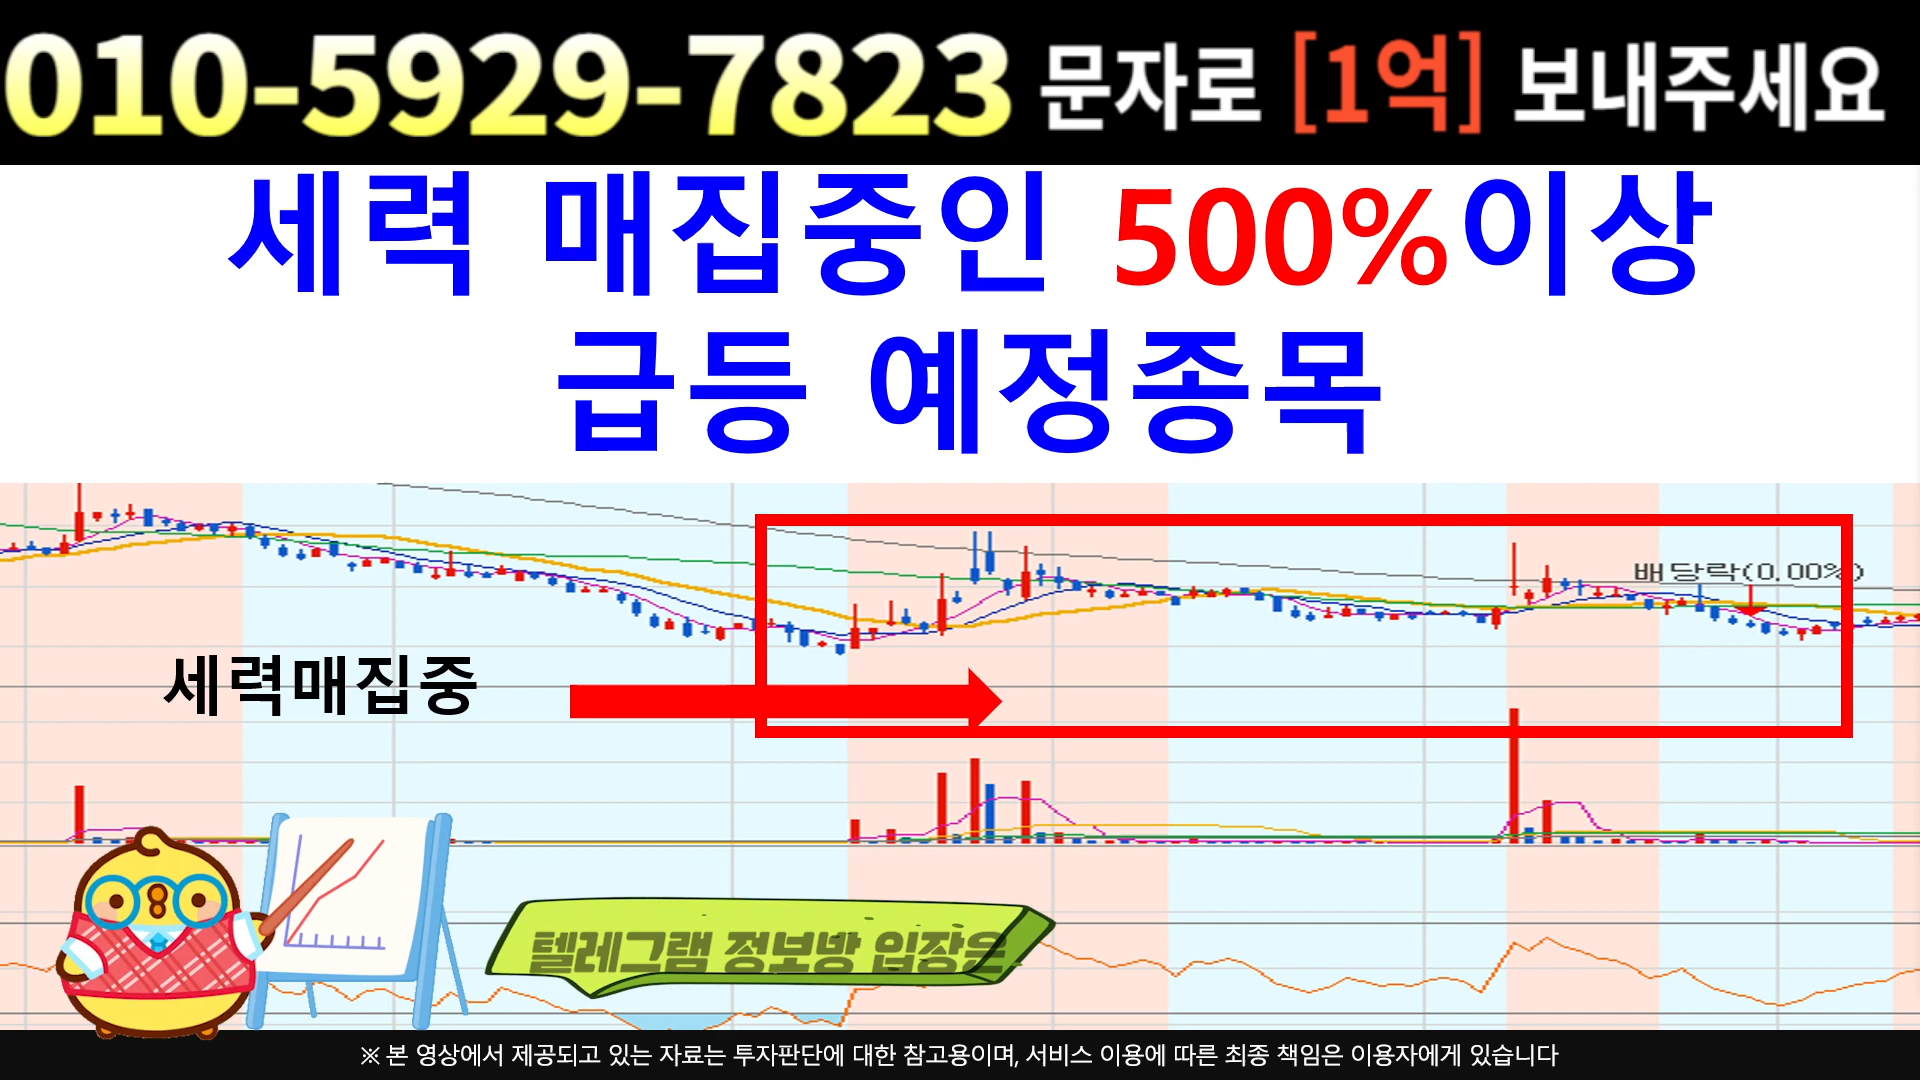 010-5929-7823 문자로 [1억] 보내주세요
세력 매집중인 500%이상
급등 예정종목
배당락(0.00%)
세력매집중
텔레그램 정보방 입장은
※ 본 영상에서 제공되고 있는 자료는 투자판단에 대한 참고용이며, 서비스 이용에 따른 최종 책임은 이용자에게 있습니다